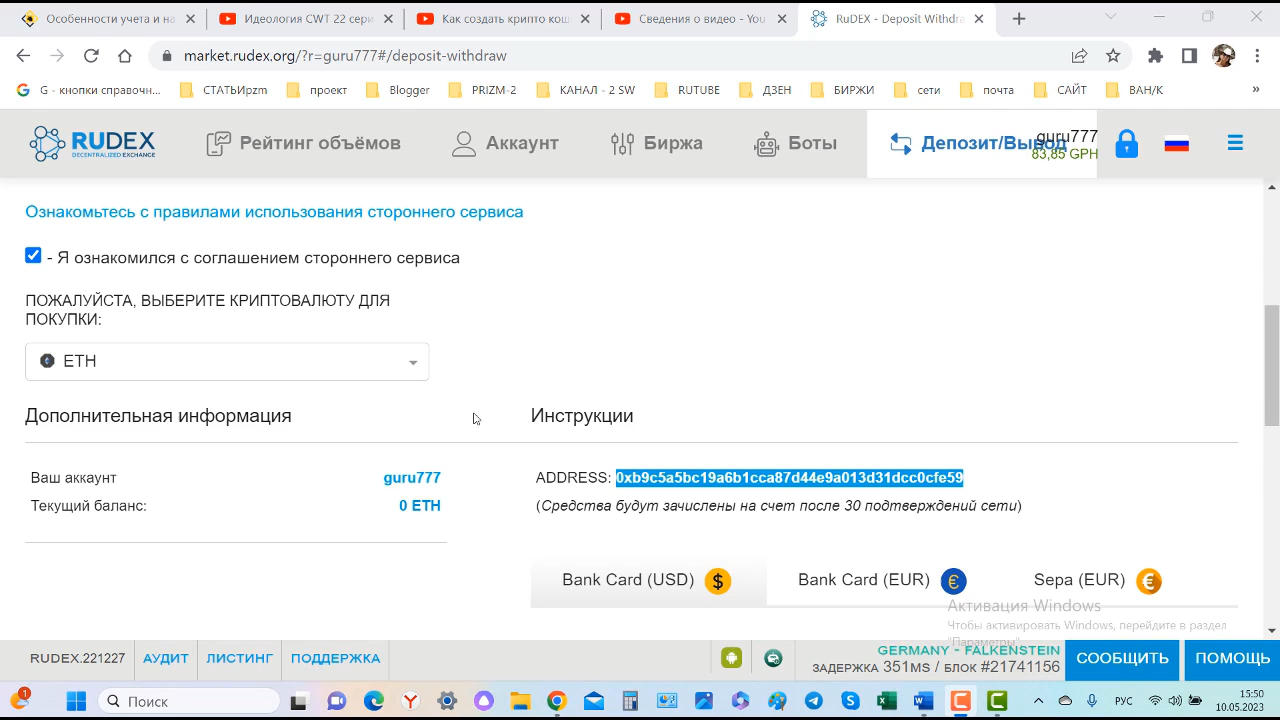 Особенности учета и на
Идеология CWT 22 фри
Как создать крипто кош
Сведения о видео - You
RuDEX - Deposit Withdra
market.rudex.org/?r=guru777#/deposit-withdraw
G - кнопки справочн...
СТАТЬИpzm
проект
Blogger
PRIZM-2
КАНАЛ - 2 SW
RUTUBE
ДЗЕН
БИРЖИ
сети
почта
САЙТ
ВАН/К
»
RUDEX
DECENTRALIZED EXCHANGE
Рейтинг объёмов
Аккаунт
Биржа
Боты
Депозит/Вывод
guru777
83,85 GPH
Ознакомьтесь с правилами использования стороннего сервиса
- Я ознакомился с соглашением стороннего сервиса
ПОЖАЛУЙСТА, ВЫБЕРИТЕ КРИПТОВАЛЮТУ ДЛЯ
ПОКУПКИ:
ETH
Дополнительная информация
Инструкции
Ваш аккаунт
guru777
Текущий баланс:
0 ETH
ADDRESS: 0xb9c5a5bc19a6b1cca87d44e9a013d31dcc0cfe59
(Средства будут зачислены на счет после 30 подтверждений сети)
Bank Card (USD) $
Bank Card (EUR) €
Sepa (EUR) €
Активация Windows
Чтобы активировать Windows, перейдите в раздел
"Параметры".
RUDEX.221227
АУДИТ
ЛИСТИНГ
ПОДДЕРЖКА
GERMANY - FALKENSTEIN
ЗАДЕРЖКА 351MS / БЛОК #21741156
СООБЩИТЬ
ПОМОЩЬ
1
Поиск
РУС
15:50
10.05.2023